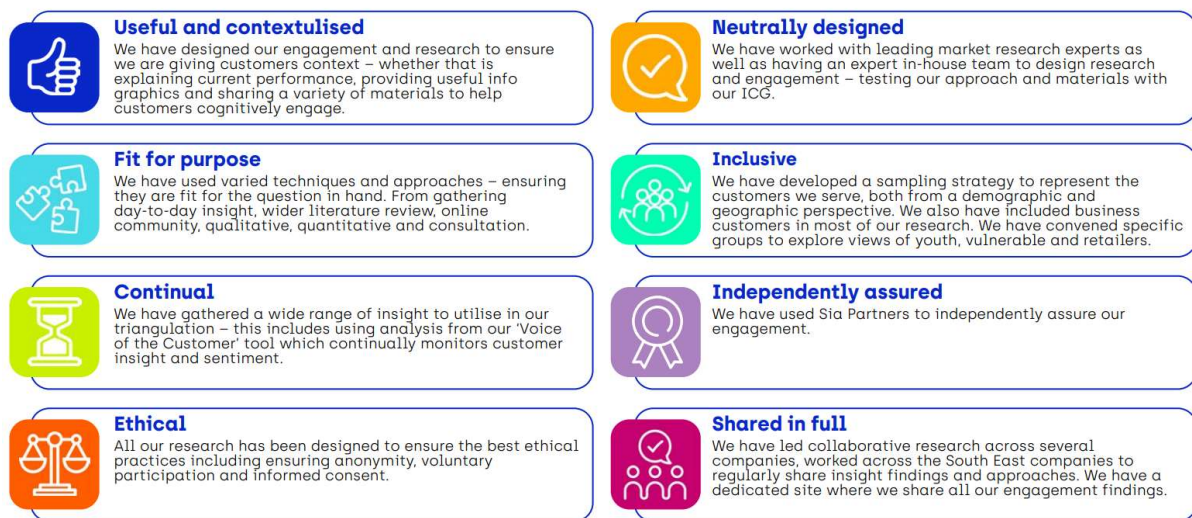 Useful and contextulised
We have designed our engagement and research to ensure
we are giving customers context – whether that is
explaining current performance, providing useful info
graphics and sharing a variety of materials to help
customers cognitively engage.
Neutrally designed
We have worked with leading market research experts as
well as having an expert in-house team to design research
and engagement – testing our approach and materials with
our ICG.
Fit for purpose
We have used varied techniques and approaches – ensuring
they are fit for the question in hand. From gathering
day-to-day insight, wider literature review, online
community, qualitative, quantitative and consultation.
Inclusive
We have developed a sampling strategy to represent the
customers we serve, both from a demographic and
geographic perspective. We also have included business
customers in most of our research. We have convened specific
groups to explore views of youth, vulnerable and retailers.
Continual
We have gathered a wide range of insight to utilise in our
triangulation – this includes using analysis from our ‘Voice
of the Customer’ tool which continually monitors customer
insight and sentiment.
Independently assured
We have used Sia Partners to independently assure our
engagement.
Ethical
All our research has been designed to ensure the best ethical
practices including ensuring anonymity, voluntary
participation and informed consent.
Shared in full
We have led collaborative research across several
companies, worked across the South East companies to
regularly share insight findings and approaches. We have a
dedicated site where we share all our engagement findings.